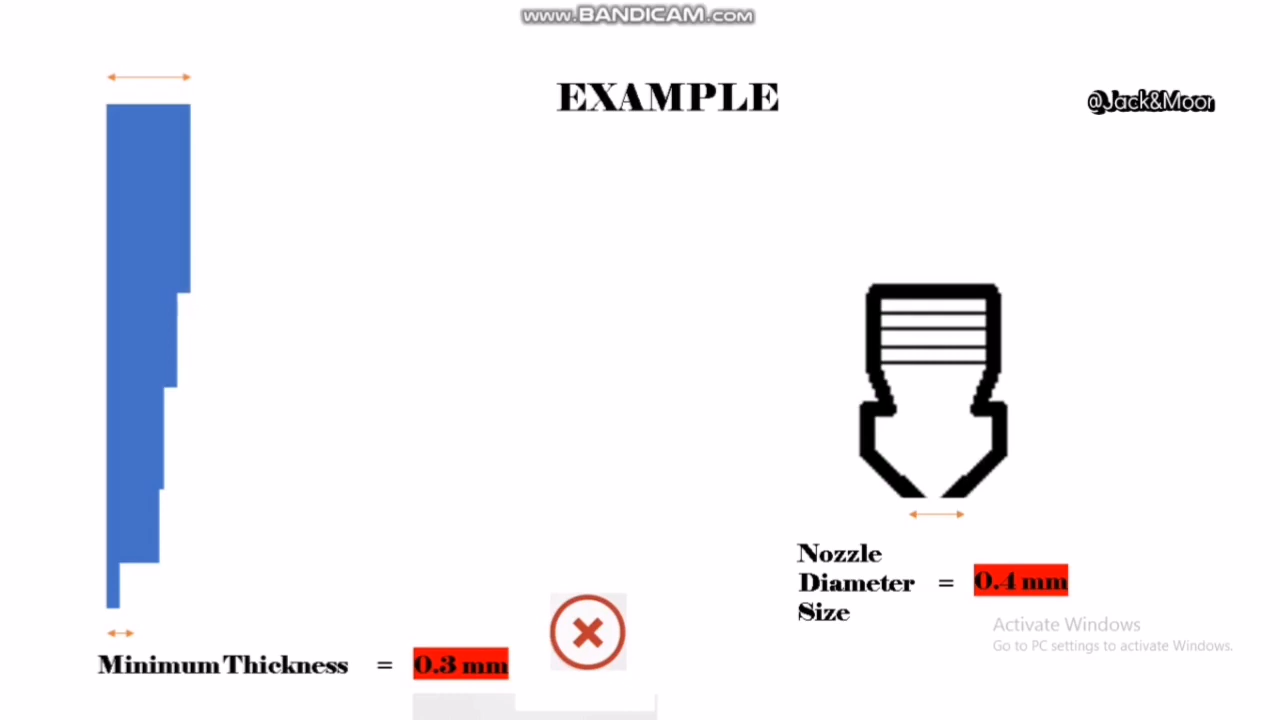 www.BANDICAM.com
EXAMPLE
@Jack&Moor
Nozzle
Diameter = 0.4 mm
Size
Activate Windows
Go to PC settings to activate Windows.
Minimum Thickness = 0.3 mm